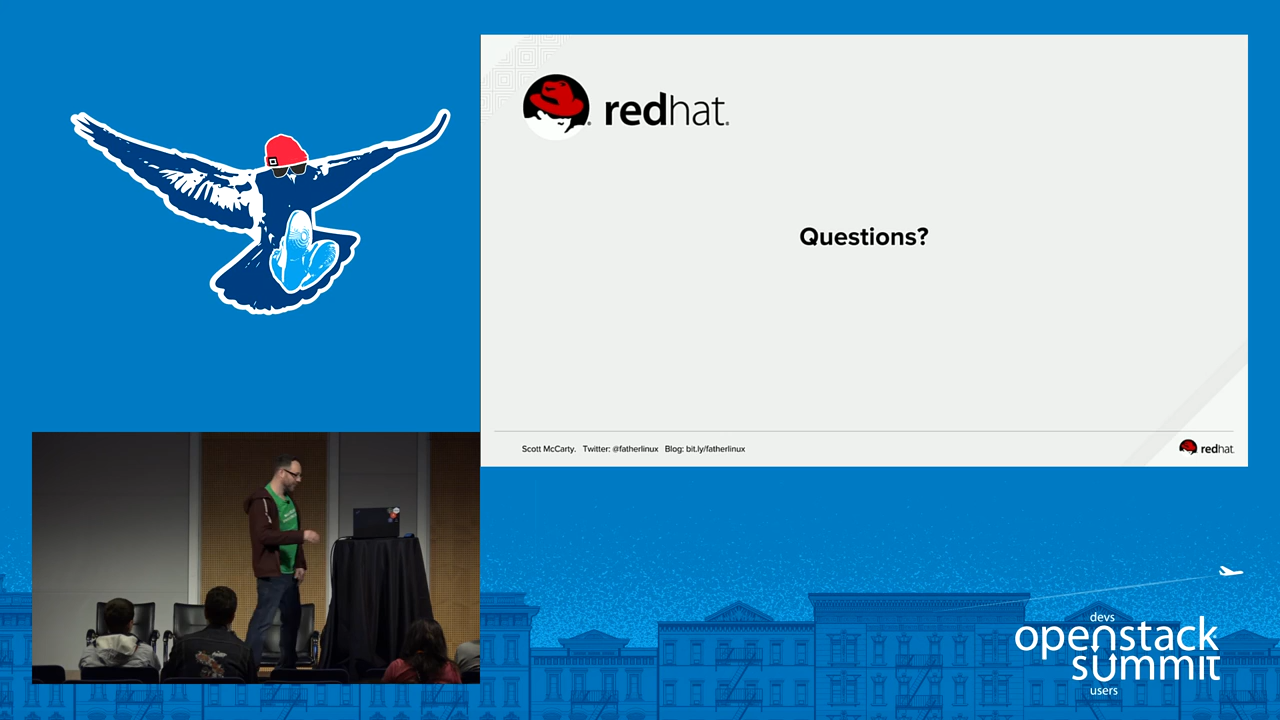 redhat.
Questions?
Scott McCarty. Twitter: @fatherlinux Blog: bit.ly/fatherlinux
redhat.
devs
openstack
summit
users